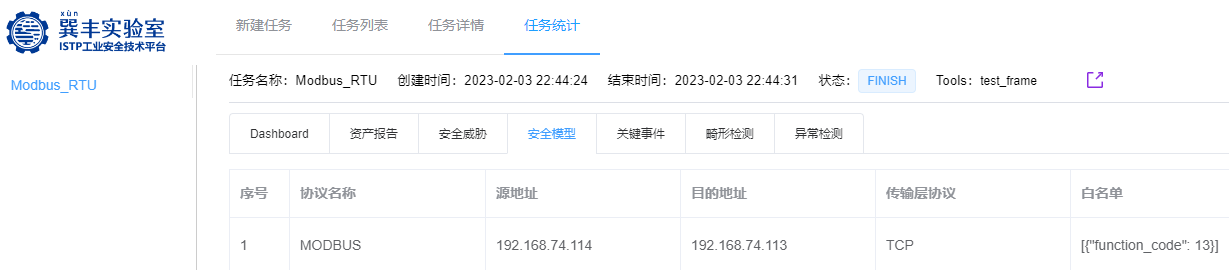 xùn
巽丰实验室
ISTP工业安全技术平台
新建任务 任务列表 任务详情 任务统计
Modbus_RTU
任务名称：Modbus_RTU 创建时间：2023-02-03 22:44:24 结束时间：2023-02-03 22:44:31 状态： FINISH Tools：test_frame
Dashboard 资产报告 安全威胁 安全模型 关键事件 畸形检测 异常检测
序号 协议名称 源地址 目的地址 传输层协议 白名单
1 MODBUS 192.168.74.114 192.168.74.113 TCP [{"function_code": 13}]